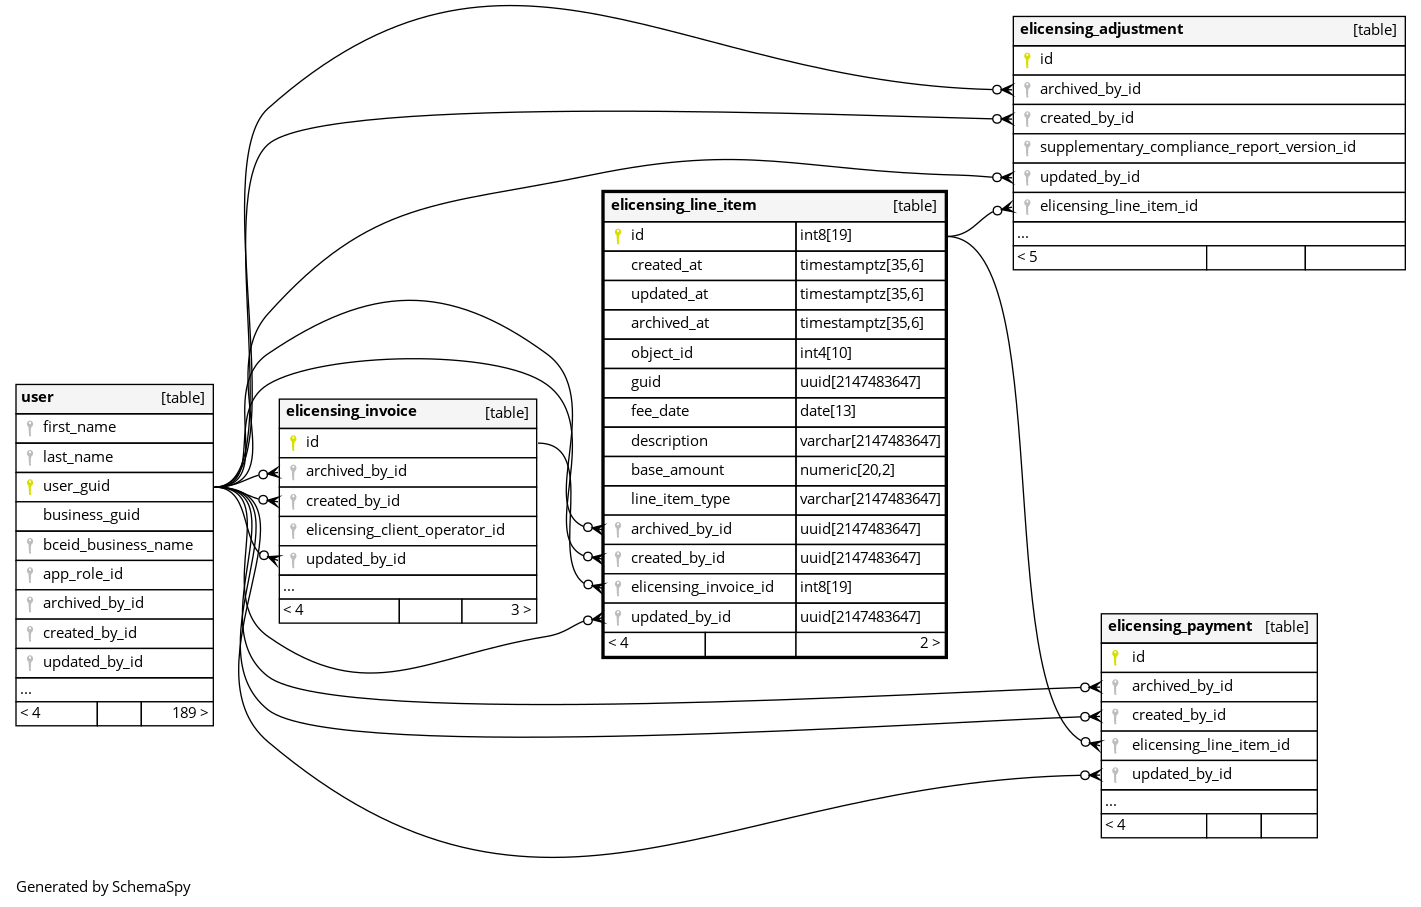 elicensing_adjustment [table]
id
archived_by_id
created_by_id
supplementary_compliance_report_version_id
updated_by_id
elicensing_line_item_id
...
< 5
elicensing_line_item [table]
id int8[19]
created_at timestamptz[35,6]
updated_at timestamptz[35,6]
archived_at timestamptz[35,6]
object_id int4[10]
guid uuid[2147483647]
fee_date date[13]
description varchar[2147483647]
base_amount numeric[20,2]
line_item_type varchar[2147483647]
archived_by_id uuid[2147483647]
created_by_id uuid[2147483647]
elicensing_invoice_id int8[19]
updated_by_id uuid[2147483647]
< 4 2 >
user [table]
first_name
last_name
user_guid
business_guid
bceid_business_name
app_role_id
archived_by_id
created_by_id
updated_by_id
...
< 4 189 >
elicensing_invoice [table]
id
archived_by_id
created_by_id
elicensing_client_operator_id
updated_by_id
...
< 4 3 >
elicensing_payment [table]
id
archived_by_id
created_by_id
elicensing_line_item_id
updated_by_id
...
< 4
Generated by SchemaSpy